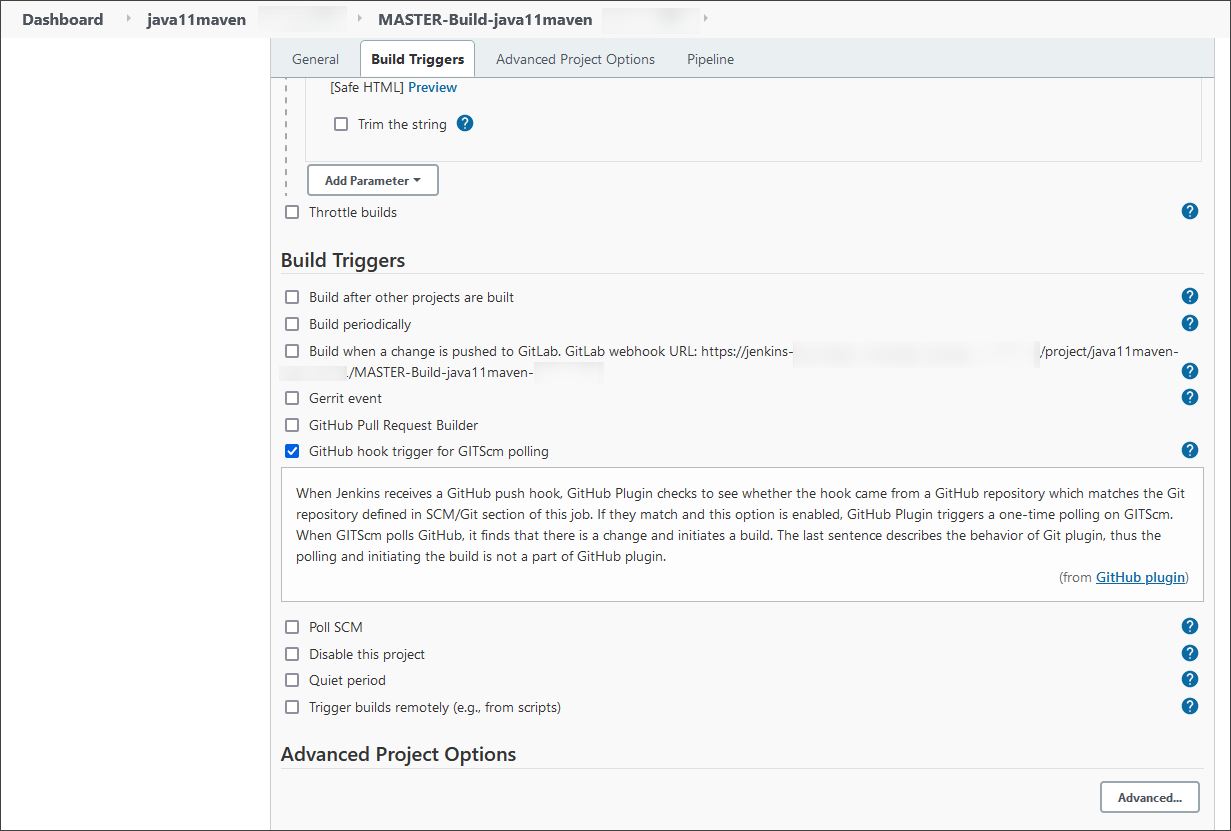 Dashboard java11maven MASTER-Build-java11maven
General Build Triggers Advanced Project Options Pipeline
[Safe HTML] Preview
Trim the string ?
Add Parameter
Throttle builds ?
Build Triggers
Build after other projects are built ?
Build periodically ?
Build when a change is pushed to GitLab. GitLab webhook URL: https://jenkins- /project/java11maven-
./MASTER-Build-java11maven- ?
Gerrit event ?
GitHub Pull Request Builder
GitHub hook trigger for GITScm polling ?
When Jenkins receives a GitHub push hook, GitHub Plugin checks to see whether the hook came from a GitHub repository which matches the Git
repository defined in SCM/Git section of this job. If they match and this option is enabled, GitHub Plugin triggers a one-time polling on GITScm.
When GITScm polls GitHub, it finds that there is a change and initiates a build. The last sentence describes the behavior of Git plugin, thus the
polling and initiating the build is not a part of GitHub plugin.
(from GitHub plugin)
Poll SCM ?
Disable this project ?
Quiet period ?
Trigger builds remotely (e.g., from scripts) ?
Advanced Project Options
Advanced...